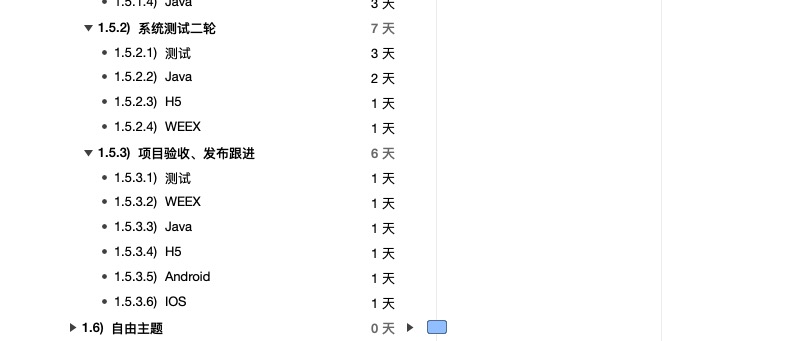 1.5.1.4) Java 3 天
1.5.2) 系统测试二轮 7 天
1.5.2.1) 测试 3 天
1.5.2.2) Java 2 天
1.5.2.3) H5 1 天
1.5.2.4) WEEX 1 天
1.5.3) 项目验收、发布跟进 6 天
1.5.3.1) 测试 1 天
1.5.3.2) WEEX 1 天
1.5.3.3) Java 1 天
1.5.3.4) H5 1 天
1.5.3.5) Android 1 天
1.5.3.6) IOS 1 天
1.6) 自由主题 0 天